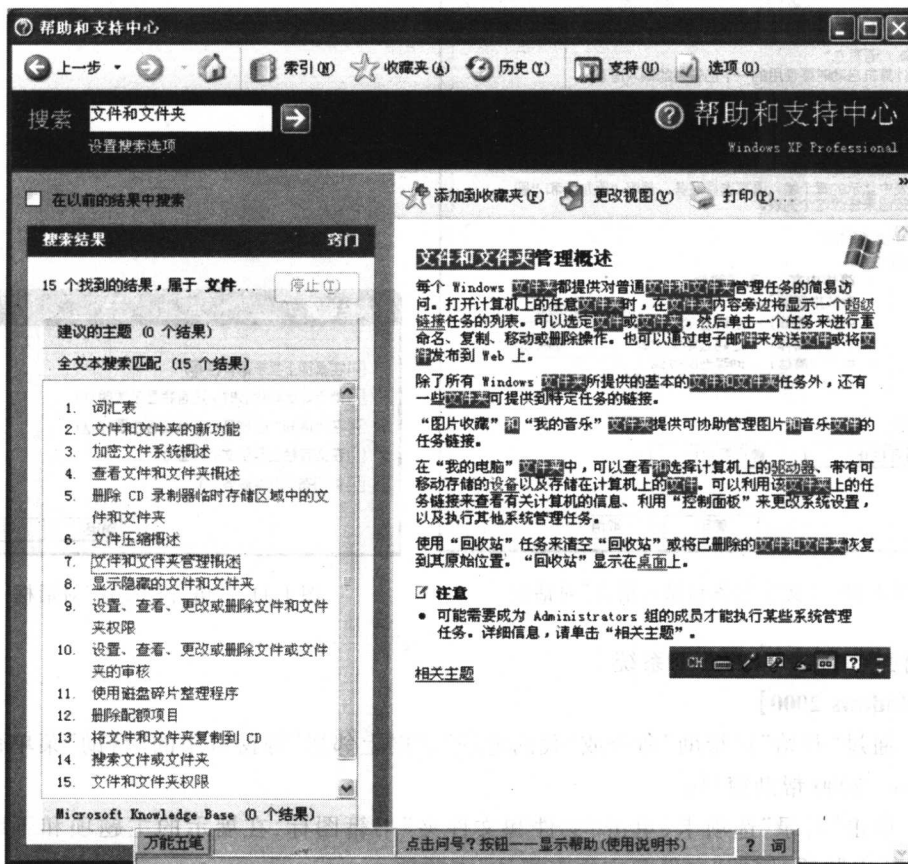 帮助和支持中心
上一步 索引(N) 收藏夹(A) 历史(Y) 支持(U) 选项(O)
搜索 文件和文件夹
设置搜索选项
帮助和支持中心
Windows XP Professional
在以前的结果中搜索
搜索结果 窍门
15 个找到的结果，属于 文件... 停止(T)
建议的主题 (0 个结果)
全文本搜索匹配 (15 个结果)
1. 词汇表
2. 文件和文件夹的新功能
3. 加密文件系统概述
4. 查看文件和文件夹概述
5. 删除 CD 录制器临时存储区域中的文
件和文件夹
6. 文件压缩概述
7. 文件和文件夹管理概述
8. 显示隐藏的文件和文件夹
9. 设置、查看、更改或删除文件和文件
夹权限
10. 设置、查看、更改或删除文件或文件
夹的审核
11. 使用磁盘碎片整理程序
12. 删除配额项目
13. 将文件和文件夹复制到 CD
14. 搜索文件或文件夹
15. 文件和文件夹权限
Microsoft Knowledge Base (0 个结果)
添加到收藏夹(F) 更改视图(V) 打印(P)...
文件和文件夹管理概述
每个 Windows 文件夹都提供对普通文件和文件夹管理任务的简易访
问。打开计算机上的任意文件夹时，在文件夹内容旁边将显示一个超级
链接任务的列表。可以选定文件或文件夹，然后单击一个任务来进行重
命名、复制、移动或删除操作。也可以通过电子邮件来发送文件或将文
件发布到 Web 上。
除了所有 Windows 文件夹所提供的基本的文件和文件夹任务外，还有
一些文件夹可提供到特定任务的链接。
“图片收藏”和“我的音乐”文件夹提供可协助管理图片和音乐文件的
任务链接。
在“我的电脑”文件夹中，可以查看和选择计算机上的驱动器、带有可
移动存储的设备以及存储在计算机上的文件。可以利用该文件夹上的任
务链接来查看有关计算机的信息、利用“控制面板”来更改系统设置，
以及执行其他系统管理任务。
使用“回收站”任务来清空“回收站”或将已删除的文件和文件夹恢复
到其原始位置。“回收站”显示在桌面上。
注意
• 可能需要成为 Administrators 组的成员才能执行某些系统管理
任务。详细信息，请单击“相关主题”。
相关主题
CH
万能五笔 点击问号?按钮——显示帮助(使用说明书) ? 词